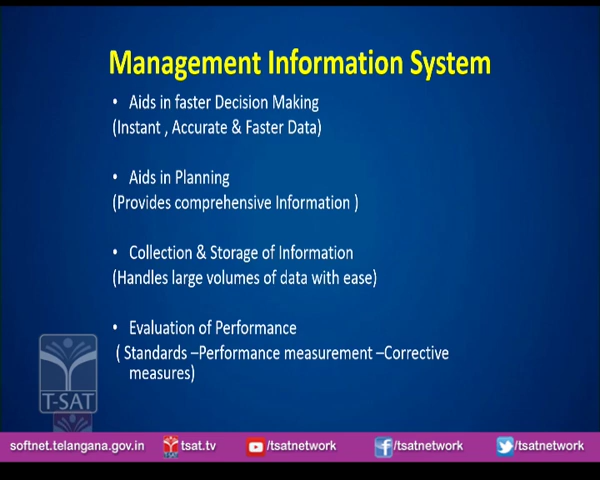 Management Information System
• Aids in faster Decision Making
(Instant , Accurate & Faster Data)
• Aids in Planning
(Provides comprehensive Information )
• Collection & Storage of Information
(Handles large volumes of data with ease)
• Evaluation of Performance
( Standards –Performance measurement –Corrective
measures)
T-SAT
softnet.telangana.gov.in tsat.tv /tsatnetwork /tsatnetwork /tsatnetwork